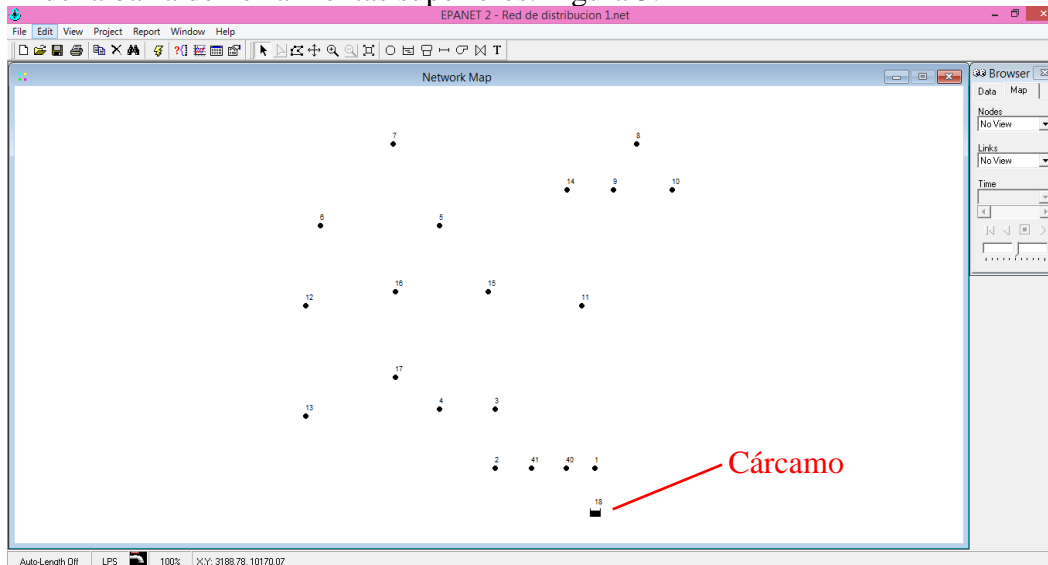 EPANET 2 - Red de distribucion 1.net
File Edit View Project Report Window Help
T
Network Map
Browser
Data Map
Nodes
No View
Links
No View
Time
7
8
14 9 10
6 5
16 15
12 11
17
4 3
13
2 41 40 1
Cárcamo
18
Auto-Length Off LPS 100% X,Y: 3188.78, 10170.07